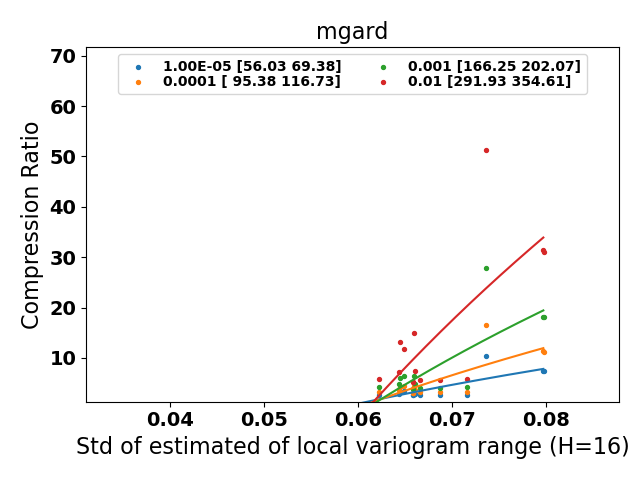 mgard
1.00E-05 [56.03 69.38]
0.0001 [ 95.38 116.73]
0.001 [166.25 202.07]
0.01 [291.93 354.61]
Compression Ratio
70
60
50
40
30
20
10
0.04 0.05 0.06 0.07 0.08
Std of estimated of local variogram range (H=16)